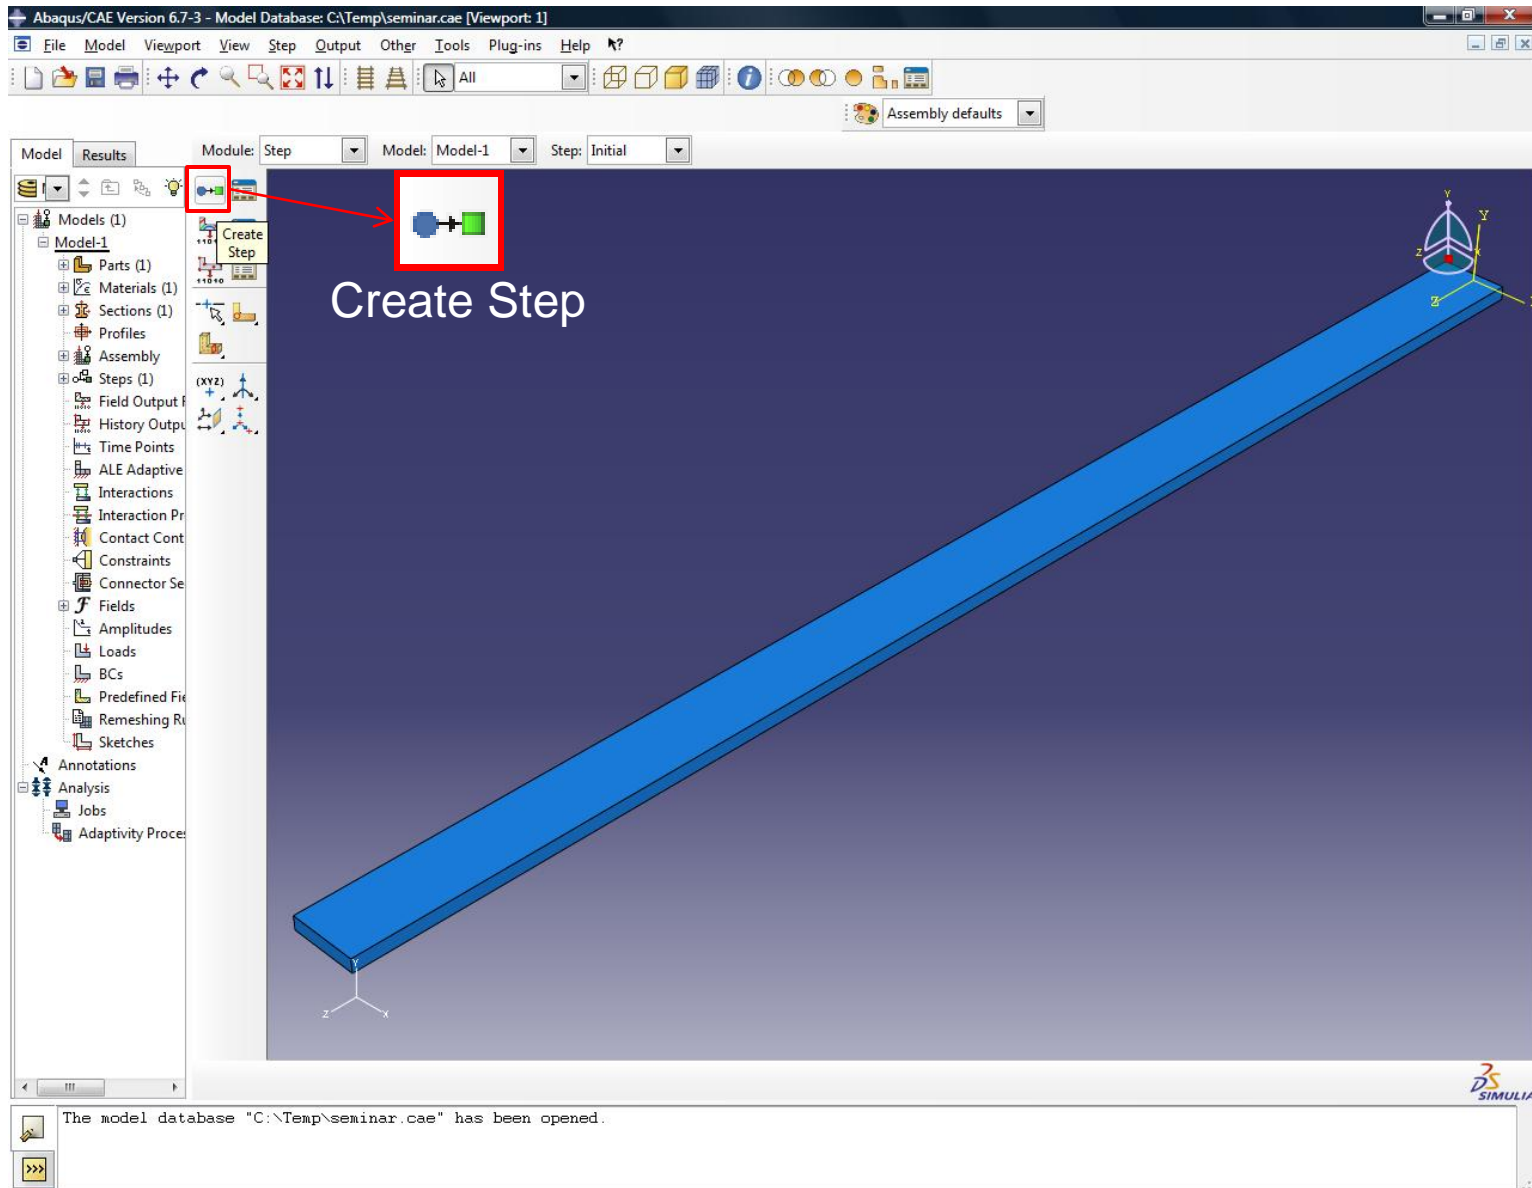 Abaqus/CAE Version 6.7-3 - Model Database: C:\Temp\seminar.cae [Viewport: 1]
File Model Viewport View Step Output Other Tools Plug-ins Help
All
Assembly defaults
Model Results
Module: Step Model: Model-1 Step: Initial
Models (1)
Model-1
Parts (1)
Materials (1)
Sections (1)
Profiles
Assembly
Steps (1)
Field Output
History Outpu
Time Points
ALE Adaptive
Interactions
Interaction Pr
Contact Cont
Constraints
Connector Se
Fields
Amplitudes
Loads
BCs
Predefined Fie
Remeshing Ru
Sketches
Annotations
Analysis
Jobs
Adaptivity Proce
Create
Step
(XYZ)
Create Step
Y
Y
Z
X
Z
Y
Z
X
SIMULIA
The model database "C:\Temp\seminar.cae" has been opened.
>>>